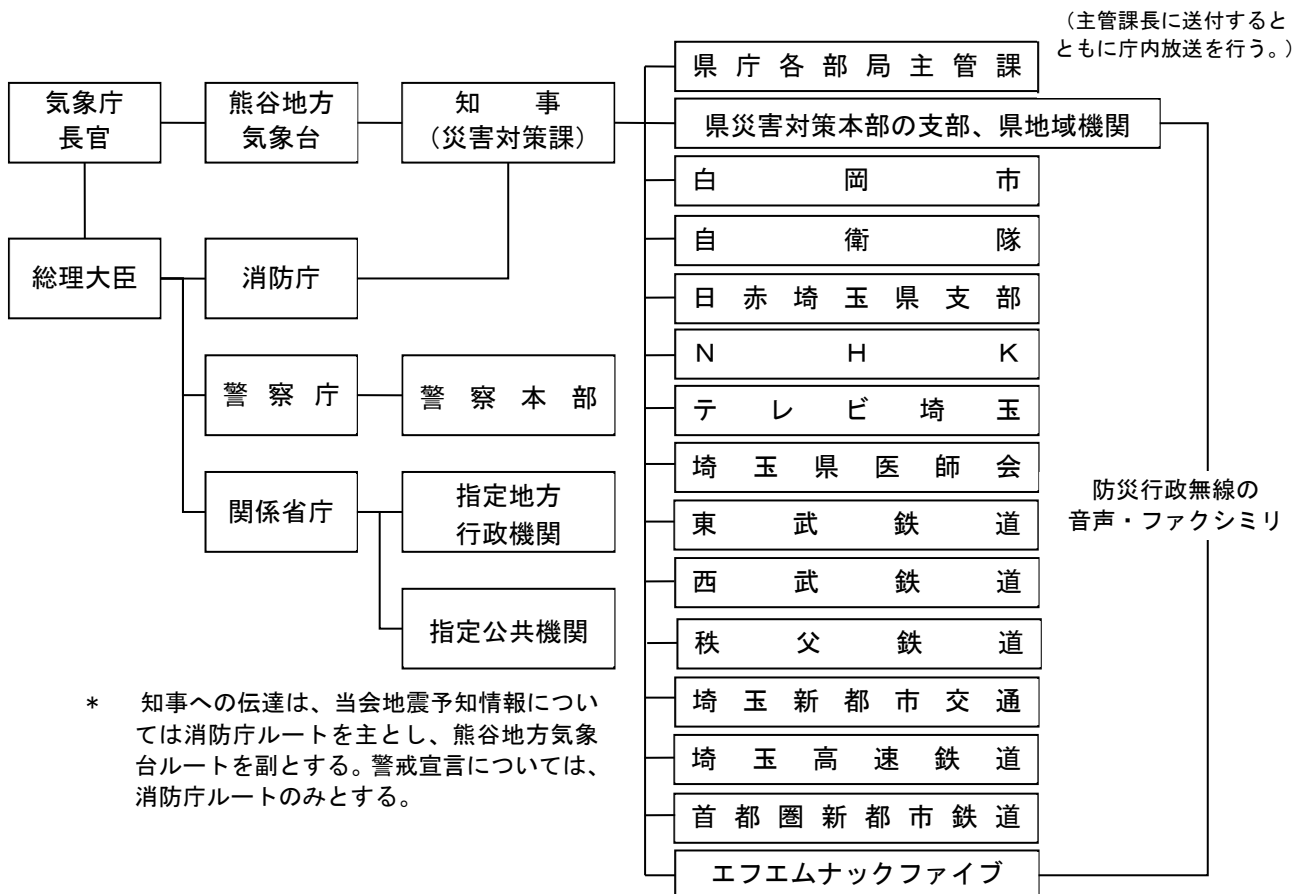 (主管課長に送付すると
ともに庁内放送を行う。)
県庁各部局主管課
気象庁
長官
熊谷地方
気象台
知事
(災害対策課)
県災害対策本部の支部、県地域機関
白岡市
自衛隊
総理大臣
消防庁
日赤埼玉県支部
NHK
警察庁
警察本部
テレビ埼玉
埼玉県医師会
関係省庁
指定地方
行政機関
東武鉄道
防災行政無線の
音声・ファクシミリ
西武鉄道
指定公共機関
秩父鉄道
埼玉新都市交通
埼玉高速鉄道
首都圏新都市鉄道
エフエムナックファイブ
* 知事への伝達は、当会地震予知情報につい
ては消防庁ルートを主とし、熊谷地方気象
台ルートを副とする。警戒宣言については、
消防庁ルートのみとする。